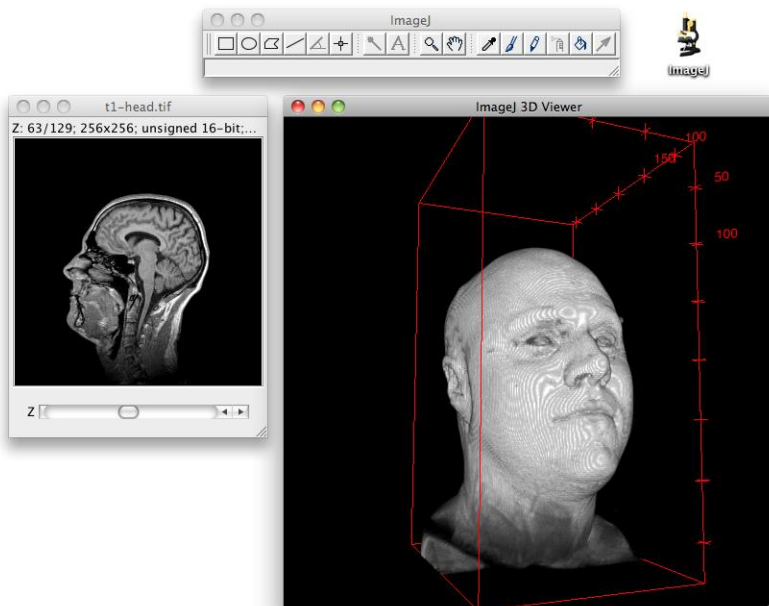 ImageJ
A
ImageJ
t1-head.tif
Z: 63/129; 256x256; unsigned 16-bit;...
Z
ImageJ 3D Viewer
100
150
50
100